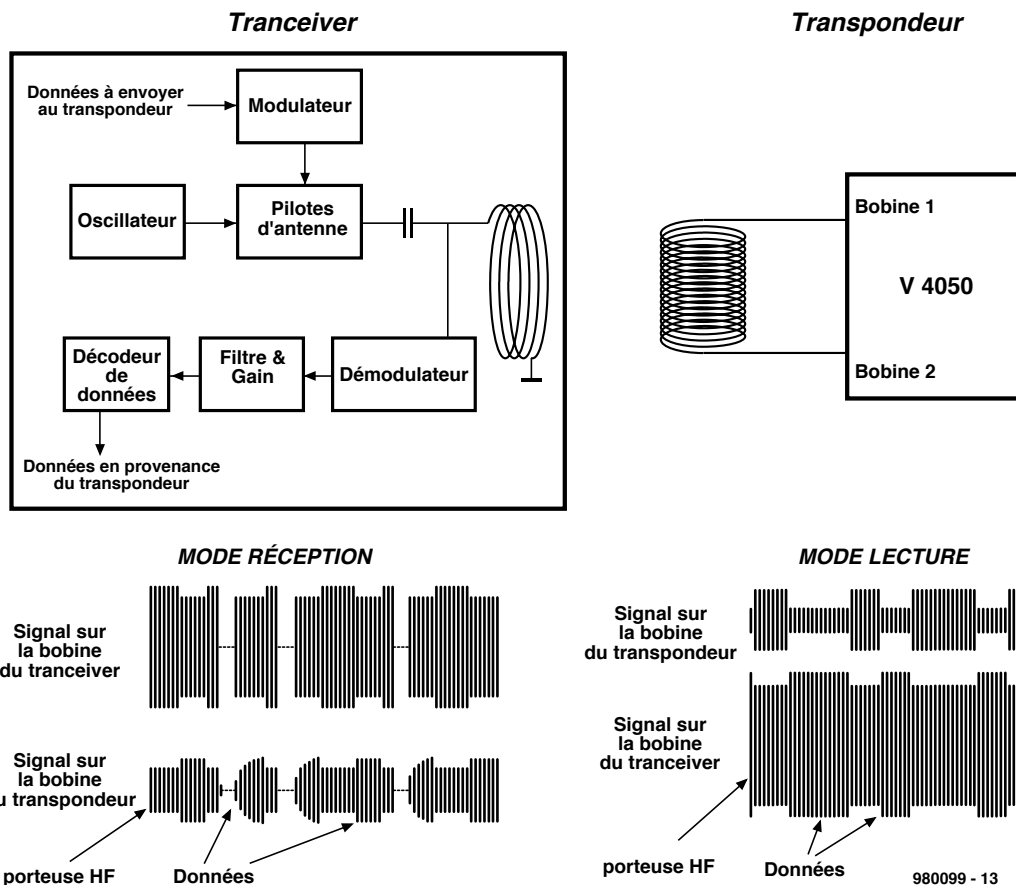 Tranceiver
Transpondeur
Données à envoyer
au transpondeur
Modulateur
Oscillateur
Pilotes
d'antenne
Décodeur
de
données
Filtre &
Gain
Démodulateur
Données en provenance
du transpondeur
Bobine 1
V 4050
Bobine 2
MODE RÉCEPTION
Signal sur
la bobine
du tranceiver
Signal sur
la bobine
u transpondeur
porteuse HF
Données
MODE LECTURE
Signal sur
la bobine
du transpondeur
Signal sur
la bobine
du tranceiver
porteuse HF
Données
980099 - 13